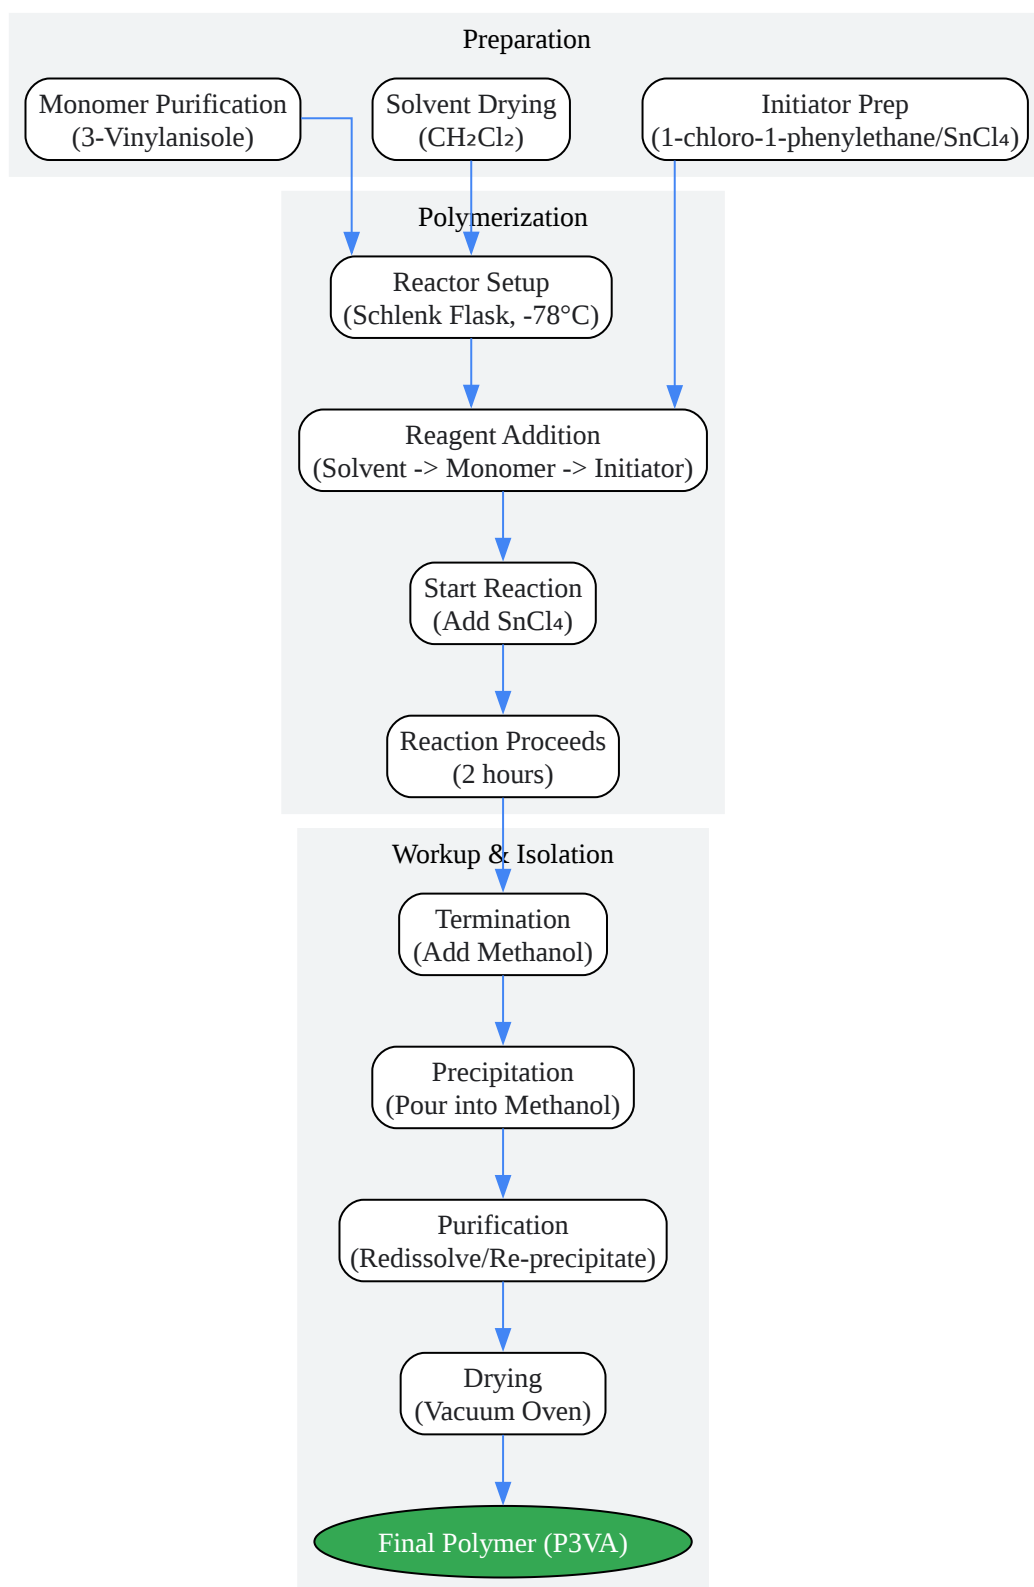 Preparation
Monomer Purification
(3-Vinylanisole)
Solvent Drying
(CH₂Cl₂)
Initiator Prep
(1-chloro-1-phenylethane/SnCl₄)
Polymerization
Reactor Setup
(Schlenk Flask, -78°C)
Reagent Addition
(Solvent -> Monomer -> Initiator)
Start Reaction
(Add SnCl₄)
Reaction Proceeds
(2 hours)
Workup & Isolation
Termination
(Add Methanol)
Precipitation
(Pour into Methanol)
Purification
(Redissolve/Re-precipitate)
Drying
(Vacuum Oven)
Final Polymer (P3VA)